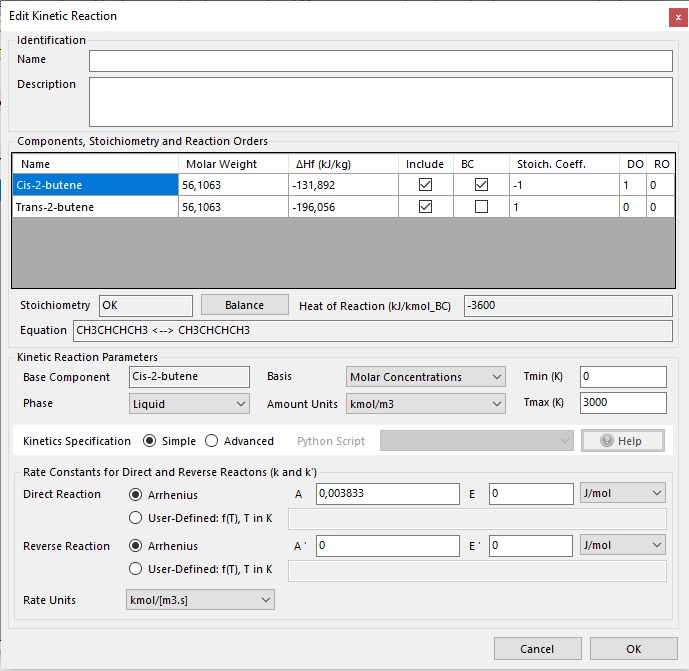 Edit Kinetic Reaction
x
Identification
Name
Description
Components, Stoichiometry and Reaction Orders
Name Molar Weight ΔHf (kJ/kg) Include BC Stoich. Coeff. DO RO
Cis-2-butene 56,1063 -131,892 -1 1 0
Trans-2-butene 56,1063 -196,056 1 0 0
Stoichiometry OK Balance Heat of Reaction (kJ/kmol_BC) -3600
Equation CH3CHCHCH3 <--> CH3CHCHCH3
Kinetic Reaction Parameters
Base Component Cis-2-butene Basis Molar Concentrations Tmin (K) 0
Phase Liquid Amount Units kmol/m3 Tmax (K) 3000
Kinetics Specification Simple Advanced Python Script Help
Rate Constants for Direct and Reverse Reactons (k and k')
Direct Reaction Arrhenius A 0,003833 E 0 J/mol
User-Defined: f(T), T in K
Reverse Reaction Arrhenius A ' 0 E ' 0 J/mol
User-Defined: f(T), T in K
Rate Units kmol/[m3.s]
Cancel OK